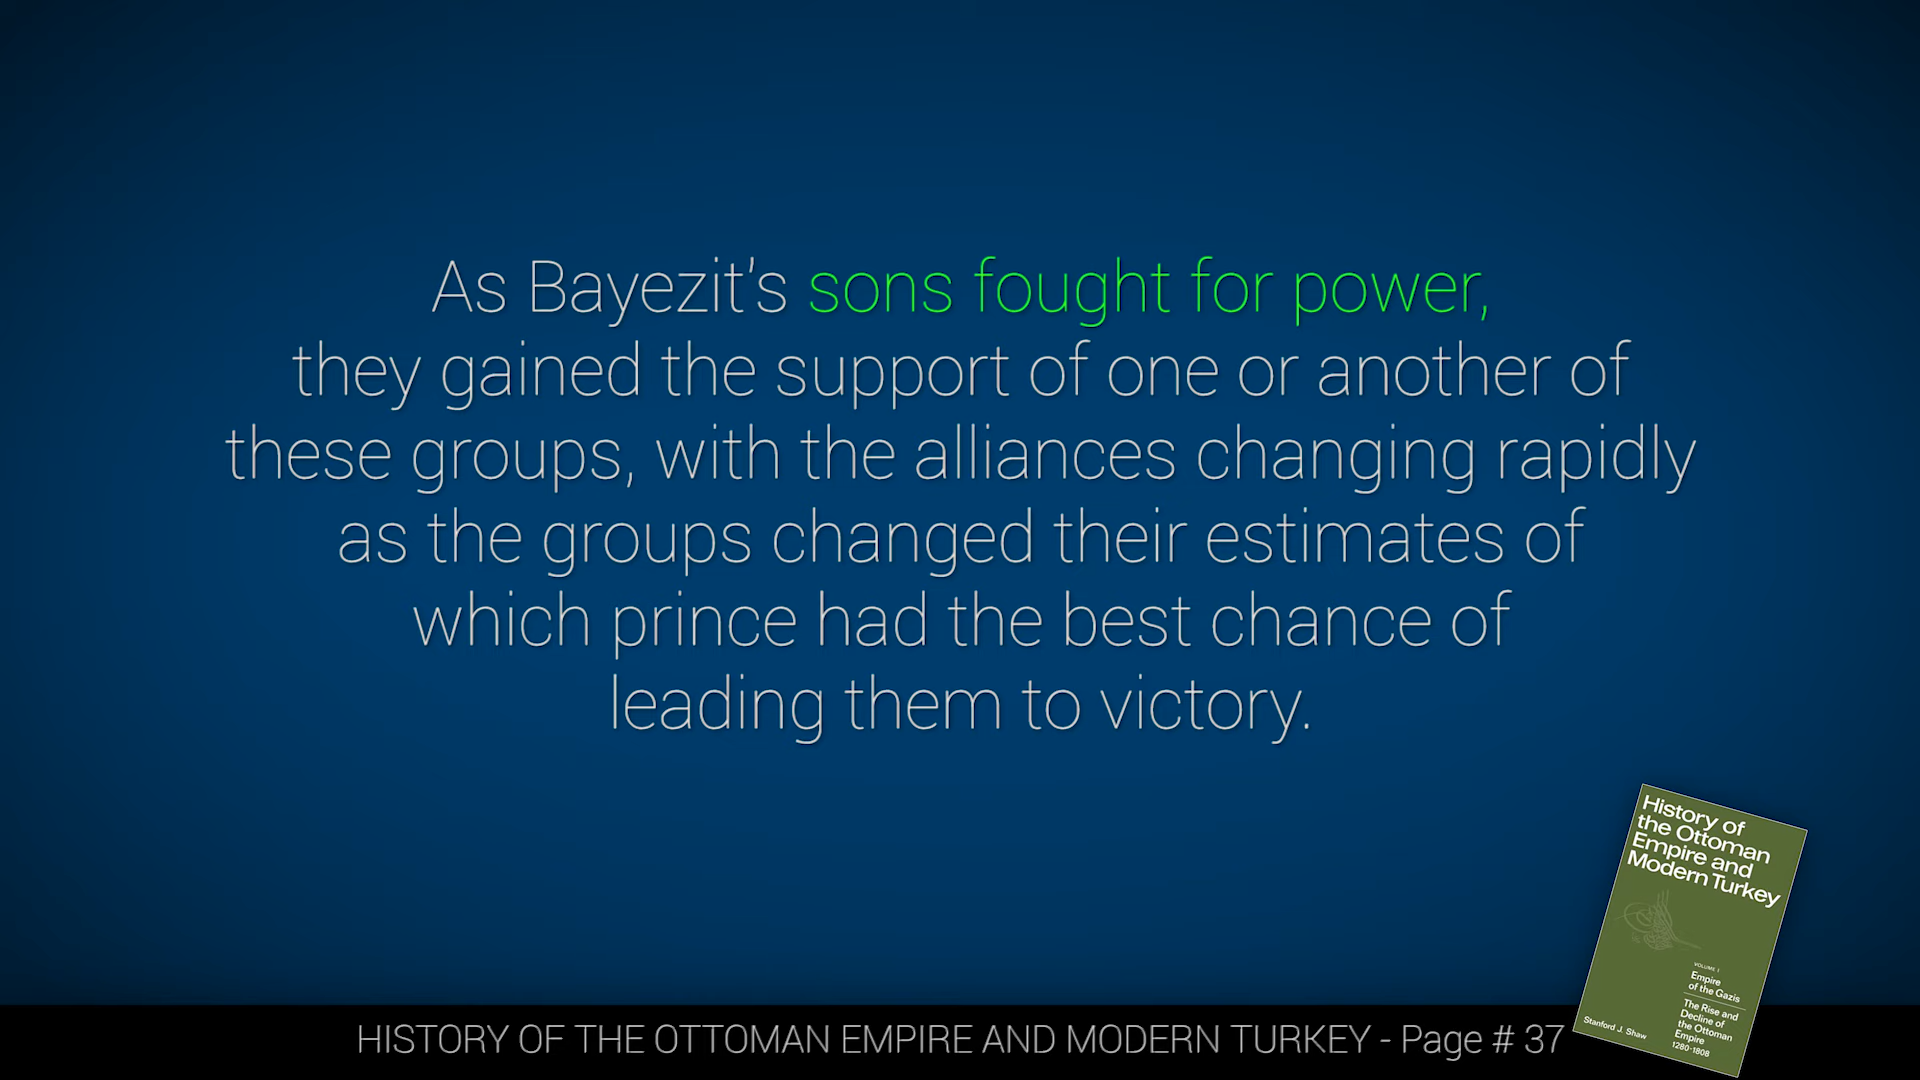 As Bayezit's sons fought for power,
they gained the support of one or another of
these groups, with the alliances changing rapidly
as the groups changed their estimates of
which prince had the best chance of
leading them to victory.
History of
the Ottoman
Empire and
Modern Turkey
VOLUME I
Empire
of the Gazis
The Rise and
Decline of
the Ottoman
Empire
1280-1808
Stanford J. Shaw
HISTORY OF THE OTTOMAN EMPIRE AND MODERN TURKEY - Page # 37